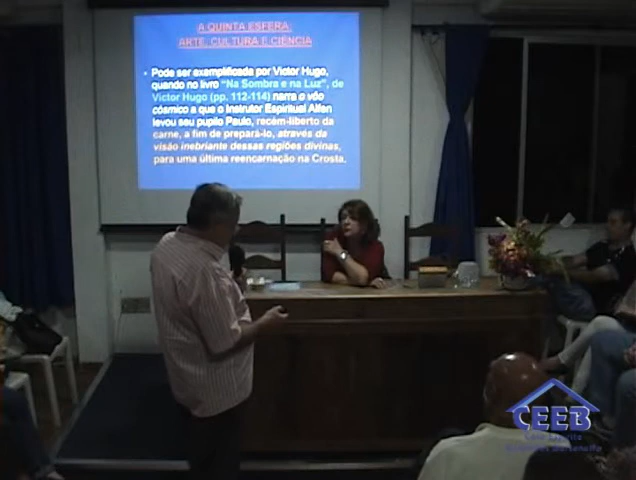 A QUINTA ESFERA:
ARTE, CULTURA E CIÊNCIA
• Pode ser exemplificada por Victor Hugo,
quando no livro "Na Sombra e na Luz", de
Victor Hugo (pp. 112-114) narra o vôo
cósmico a que o Instrutor Espiritual Alfen
levou seu pupilo Paulo, recém-liberto da
carne, a fim de prepará-lo, através da
visão inebriante dessas regiões divinas,
para uma última reencarnação na Crosta.
CEEB